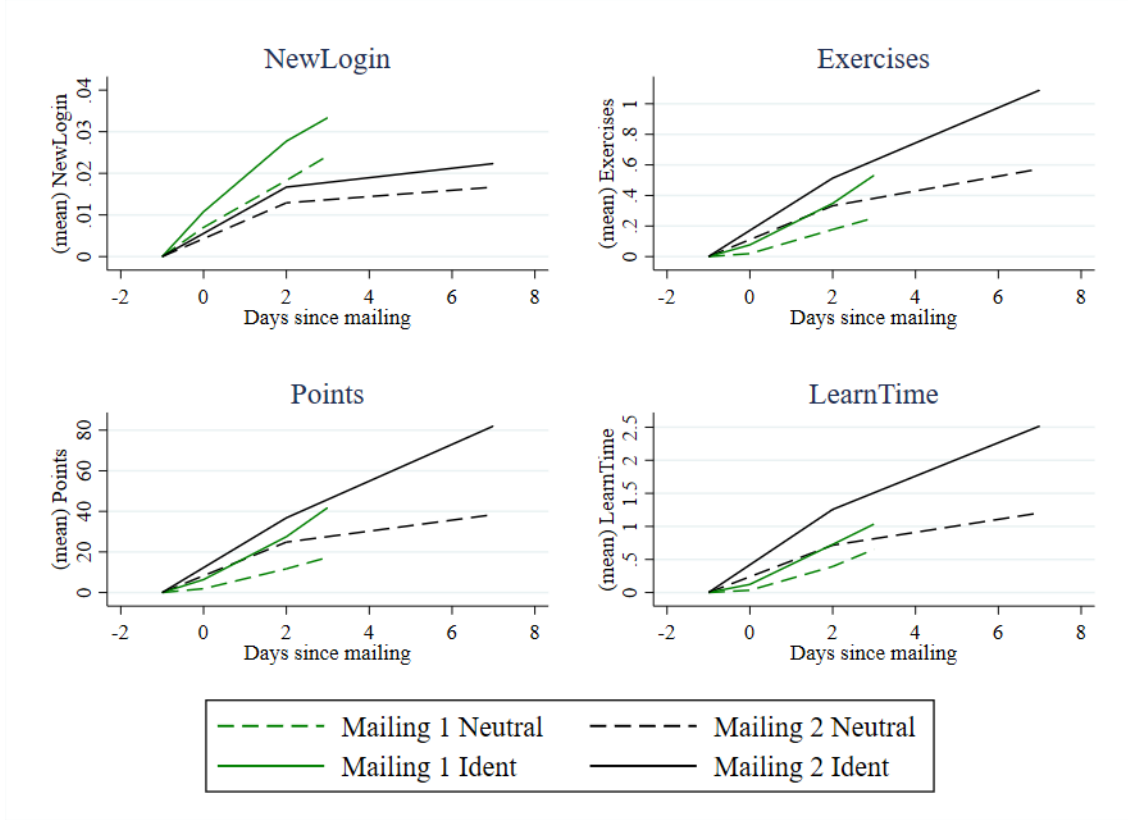 NewLogin
(mean) NewLogin
.04
.03
.02
.01
0
-2 0 2 4 6 8
Days since mailing
Exercises
(mean) Exercises
1
.8
.6
.4
.2
0
-2 0 2 4 6 8
Days since mailing
Points
(mean) Points
80
60
40
20
0
-2 0 2 4 6 8
Days since mailing
LearnTime
(mean) LearnTime
2.5
2
1.5
1
.5
0
-2 0 2 4 6 8
Days since mailing
Mailing 1 Neutral
Mailing 2 Neutral
Mailing 1 Ident
Mailing 2 Ident